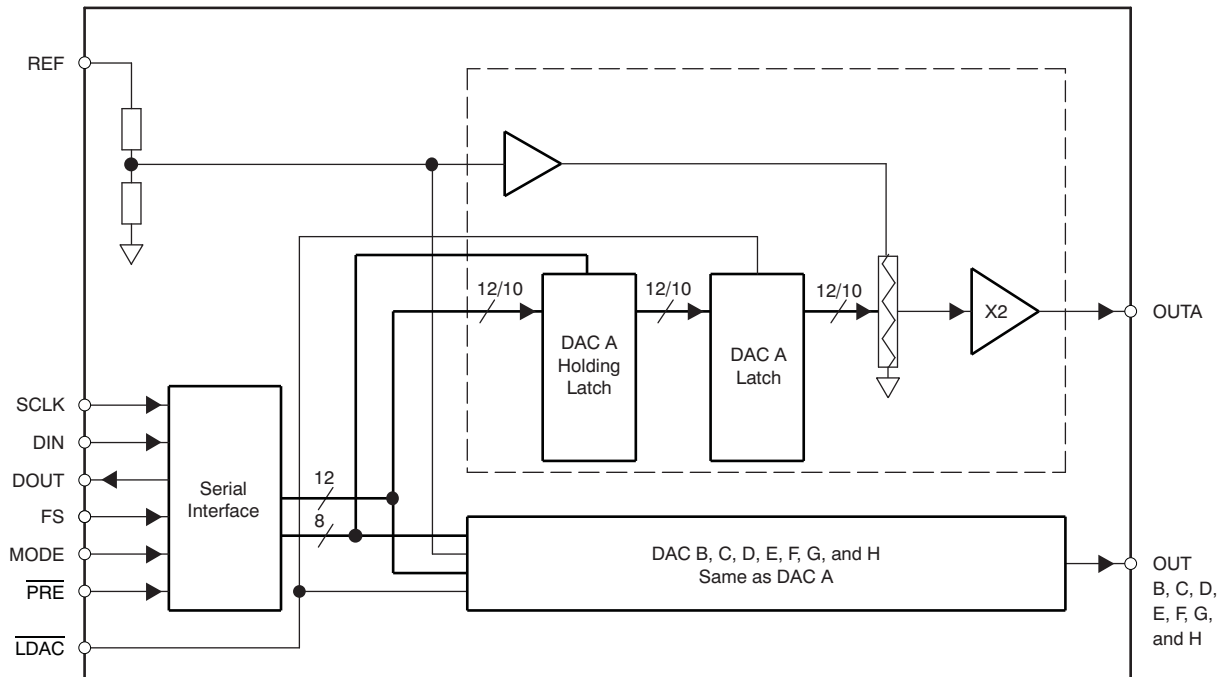 REF
12/10
12/10
12/10
X2
OUTA
DAC A
Holding
Latch
DAC A
Latch
SCLK
DIN
DOUT
FS
MODE
PRE
LDAC
Serial
Interface
12
8
DAC B, C, D, E, F, G, and H
Same as DAC A
OUT
B, C, D,
E, F, G,
and H